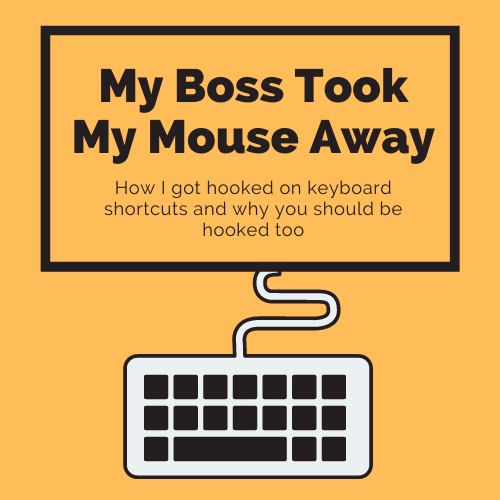 My Boss Took
My Mouse Away
How I got hooked on keyboard
shortcuts and why you should be
hooked too